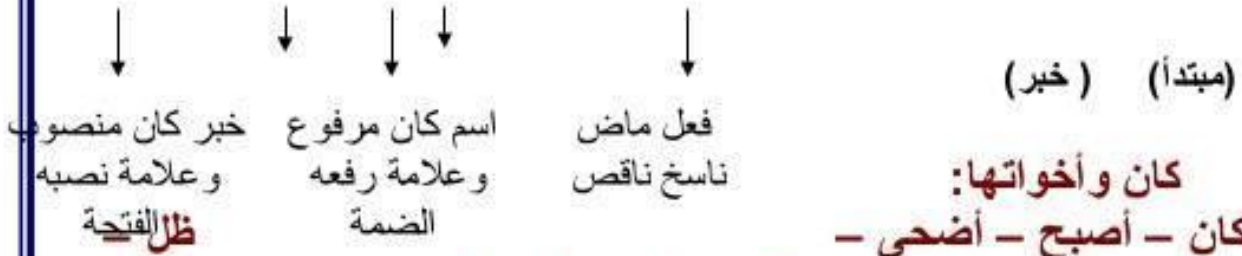 (مبتدأ) (خبر)
فعل ماض
ناسخ ناقص
اسم كان مرفوع
وعلامة رفعه
الضمة
خبر كان منصوب
وعلامة نصبه
الفتحة
كان وأخواتها:
كان – أصبح – أضحى –
ظل –